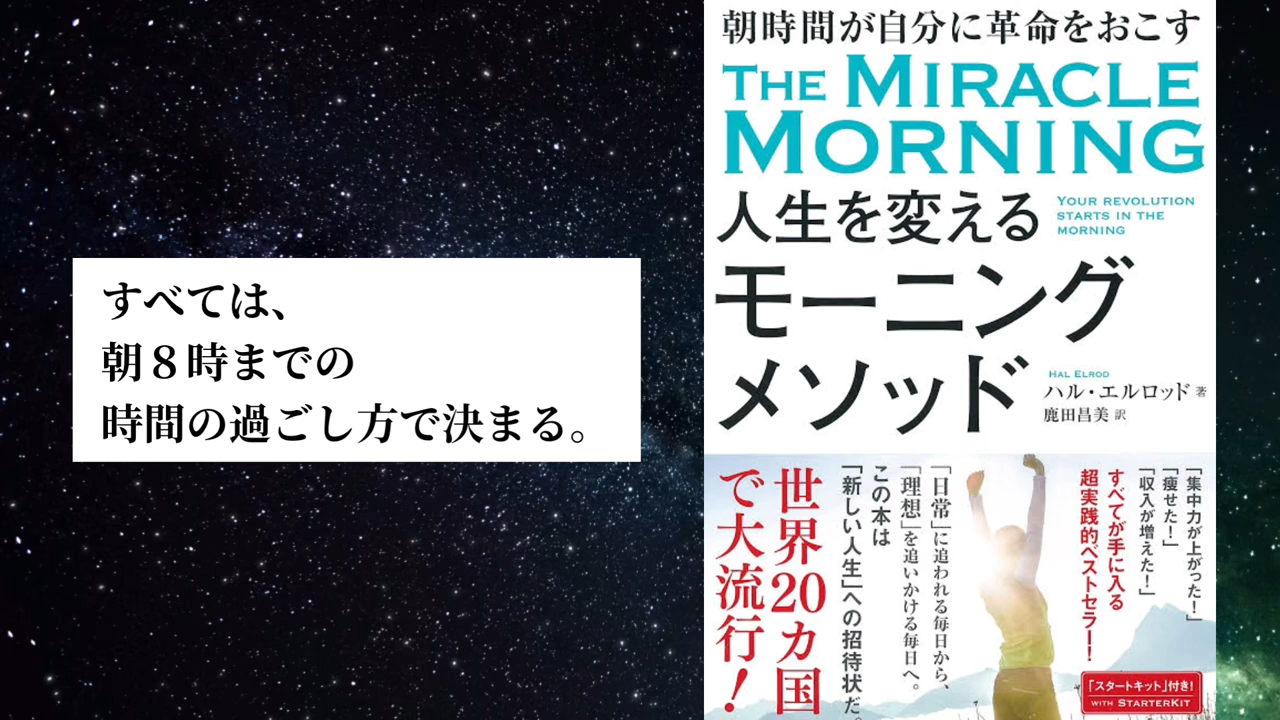 すべては、
朝８時までの
時間の過ごし方で決まる。
朝時間が自分に革命をおこす
THE MIRACLE
MORNING
人生を変える
YOUR REVOLUTION
STARTS IN THE
MORNING
モーニング
メソッド
HAL ELROD
ハル・エルロッド 著
鹿田昌美 訳
「集中力が上がった！」
「痩せた！」
「収入が増えた！」
すべてが手に入る
超実践的ベストセラー！
「日常」に追われる毎日から、
「理想」を追いかける毎日へ。
この本は
「新しい人生」への招待状だ。
世界20カ国
で大流行！
「スタートキット」付き！
WITH STARTERKIT